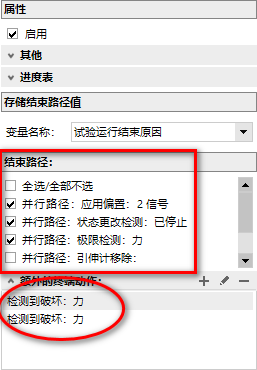 属性
启用
其他
进度表
存储结束路径值
变量名称： 试验运行结束原因
结束路径：
全选/全部不选
并行路径：应用偏置：2 信号
并行路径：状态更改检测：已停止
并行路径：极限检测：力
并行路径：引伸计移除：
额外的终端动作：
检测到破坏：力
检测到破坏：力